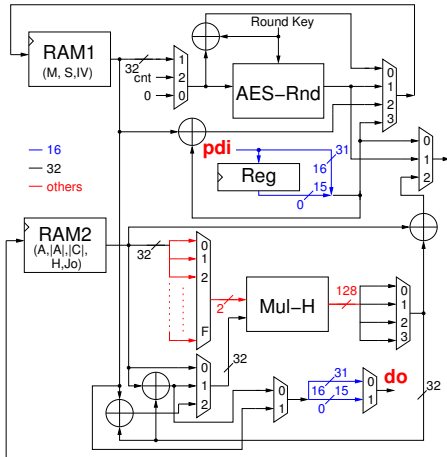 Round Key
RAM1
(M, S,IV)
32
cnt
0
1
2
0
AES-Rnd
0
1
2
3
pdi
16
32
others
Reg
31
16
15
0
0
1
2
RAM2
(A,|A|,|C|,
H,Jo)
32
0
1
2
F
2
Mul-H
128
0
1
2
3
32
0
1
2
32
0
1
31
16
15
0
0
1
do